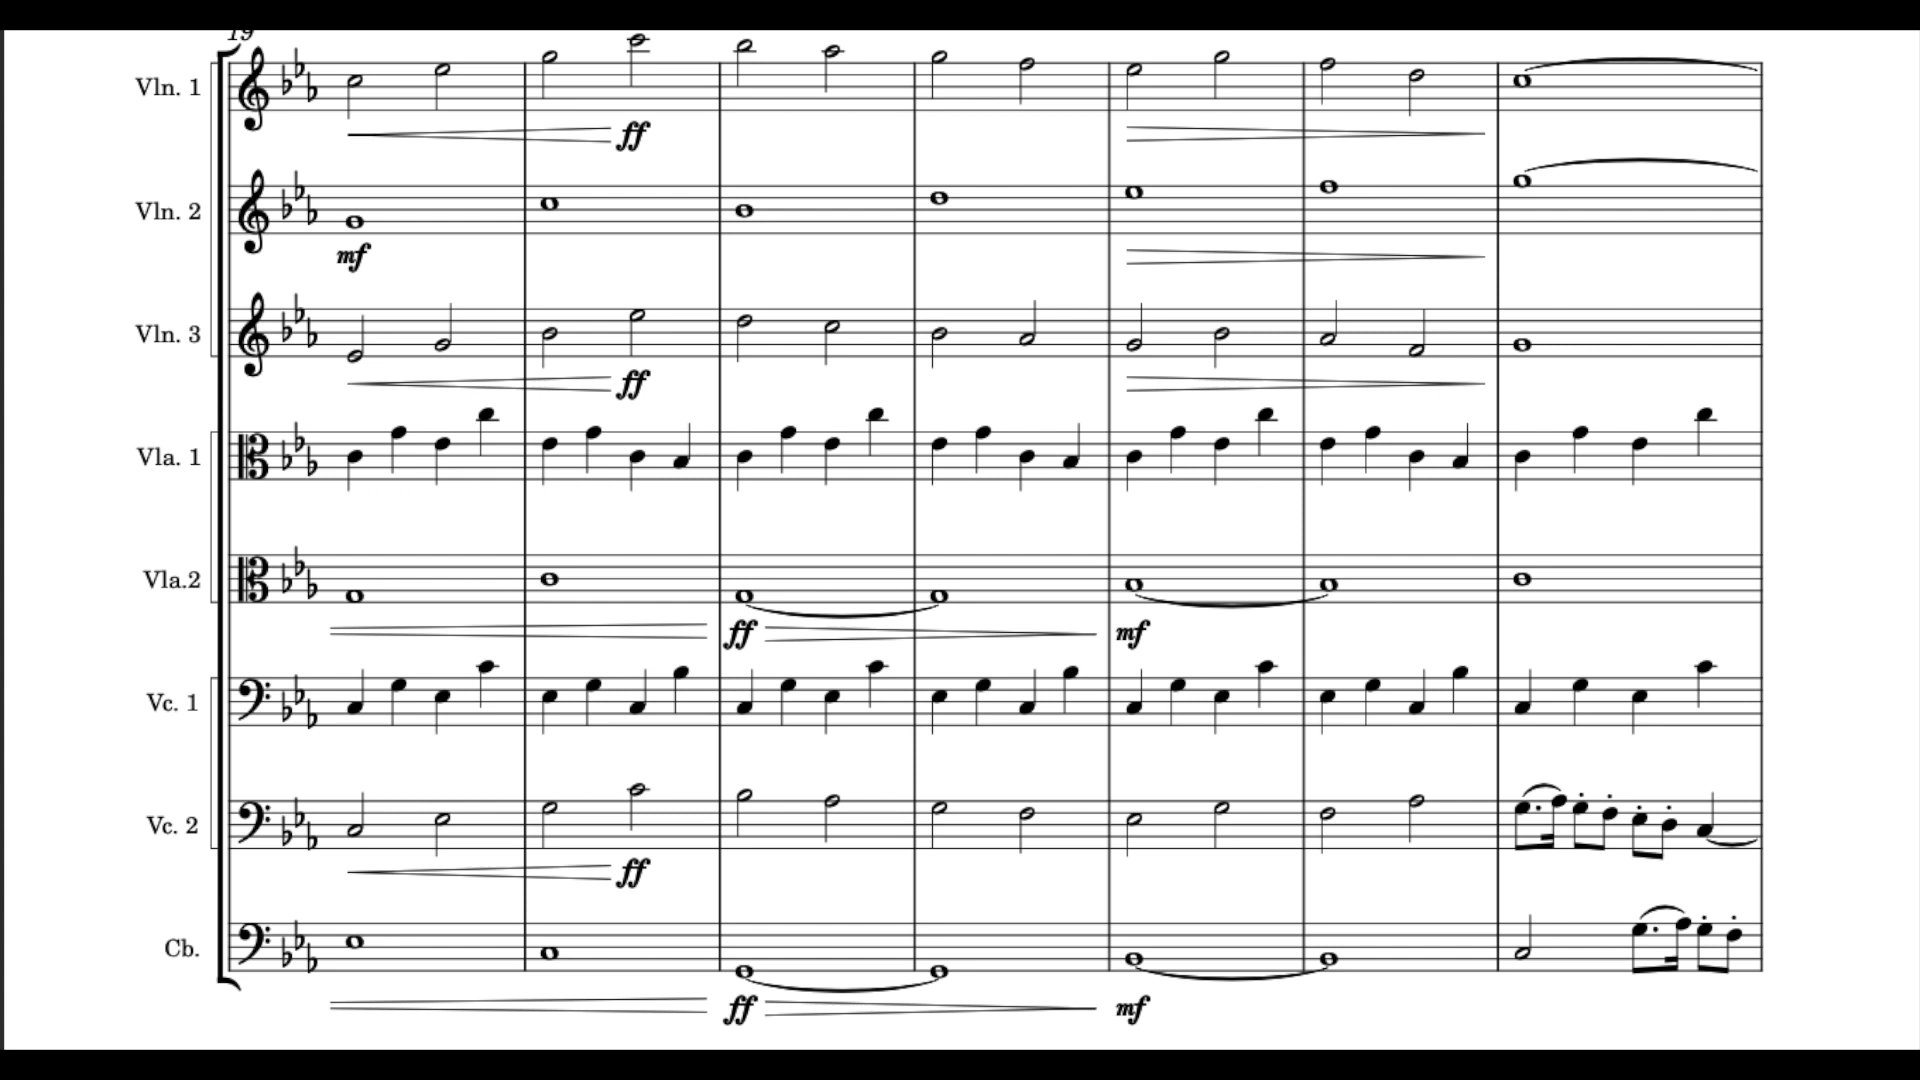 19
Vln. 1
ff
Vln. 2
mf
Vln. 3
ff
Vla. 1
Vla.2
ff mf
Vc. 1
Vc. 2
ff
Cb.
ff mf